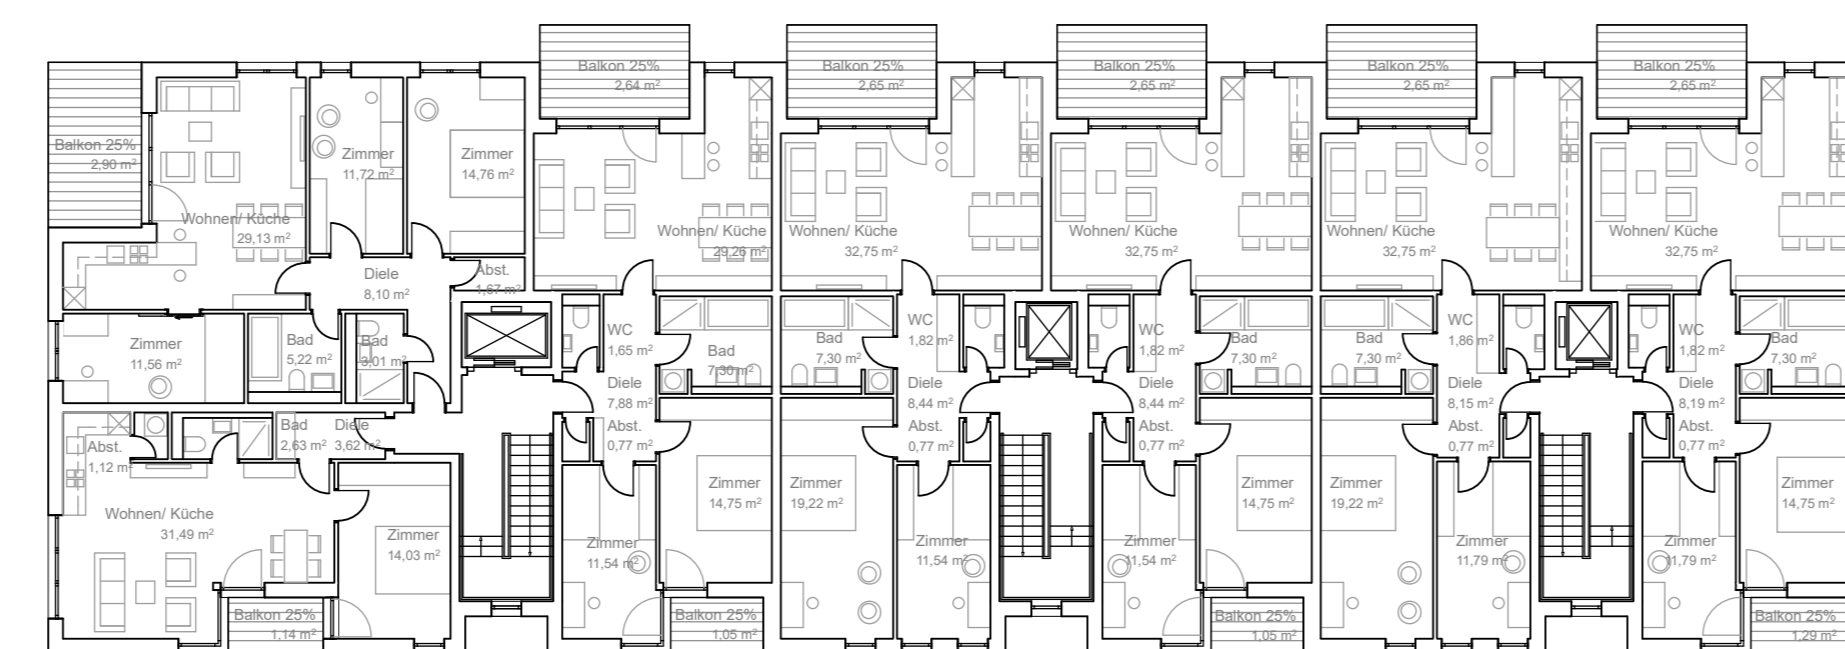 Balkon 25%
2,90 m²
Wohnen/ Küche
29,13 m²
Zimmer
11,72 m²
Zimmer
14,76 m²
Diele
8,10 m²
Abst.
1,67 m²
Zimmer
11,56 m²
Bad
5,22 m²
Bad
3,01 m²
Abst.
1,12 m²
Bad
2,63 m²
Diele
3,62 m²
Wohnen/ Küche
31,49 m²
Zimmer
14,03 m²
Balkon 25%
1,14 m²
Balkon 25%
2,64 m²
Wohnen/ Küche
29,26 m²
WC
1,65 m²
Bad
7,30 m²
Diele
7,88 m²
Abst.
0,77 m²
Zimmer
11,54 m²
Zimmer
14,75 m²
Balkon 25%
1,05 m²
Balkon 25%
2,65 m²
Wohnen/ Küche
32,75 m²
Bad
7,30 m²
WC
1,82 m²
Diele
8,44 m²
Abst.
0,77 m²
Zimmer
19,22 m²
Zimmer
11,54 m²
Balkon 25%
2,65 m²
Wohnen/ Küche
32,75 m²
WC
1,82 m²
Bad
7,30 m²
Diele
8,44 m²
Abst.
0,77 m²
Zimmer
11,54 m²
Zimmer
14,75 m²
Balkon 25%
1,05 m²
Balkon 25%
2,65 m²
Wohnen/ Küche
32,75 m²
Bad
7,30 m²
WC
1,86 m²
Diele
8,15 m²
Abst.
0,77 m²
Zimmer
19,22 m²
Zimmer
11,79 m²
Balkon 25%
2,65 m²
Wohnen/ Küche
32,75 m²
WC
1,82 m²
Bad
7,30 m²
Diele
8,19 m²
Abst.
0,77 m²
Zimmer
11,79 m²
Zimmer
14,75 m²
Balkon 25%
1,29 m²